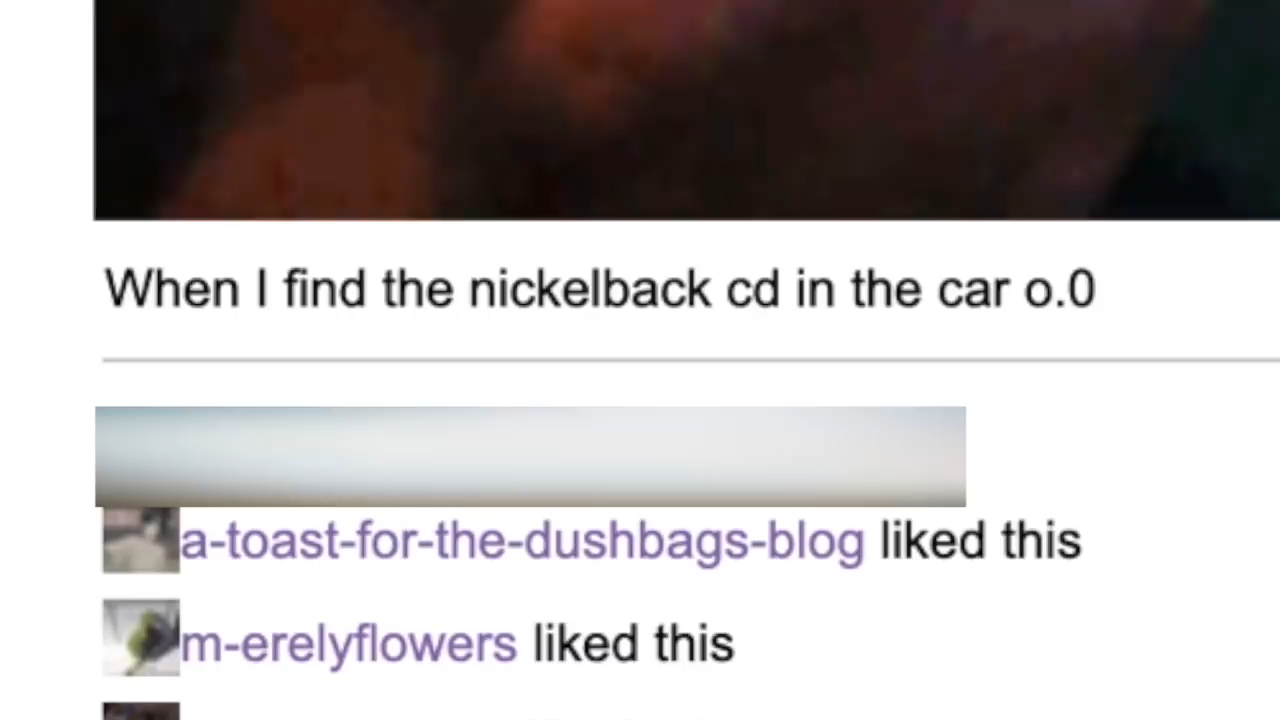 When I find the nickelback cd in the car o.0
a-toast-for-the-dushbags-blog liked this
m-erelyflowers liked this